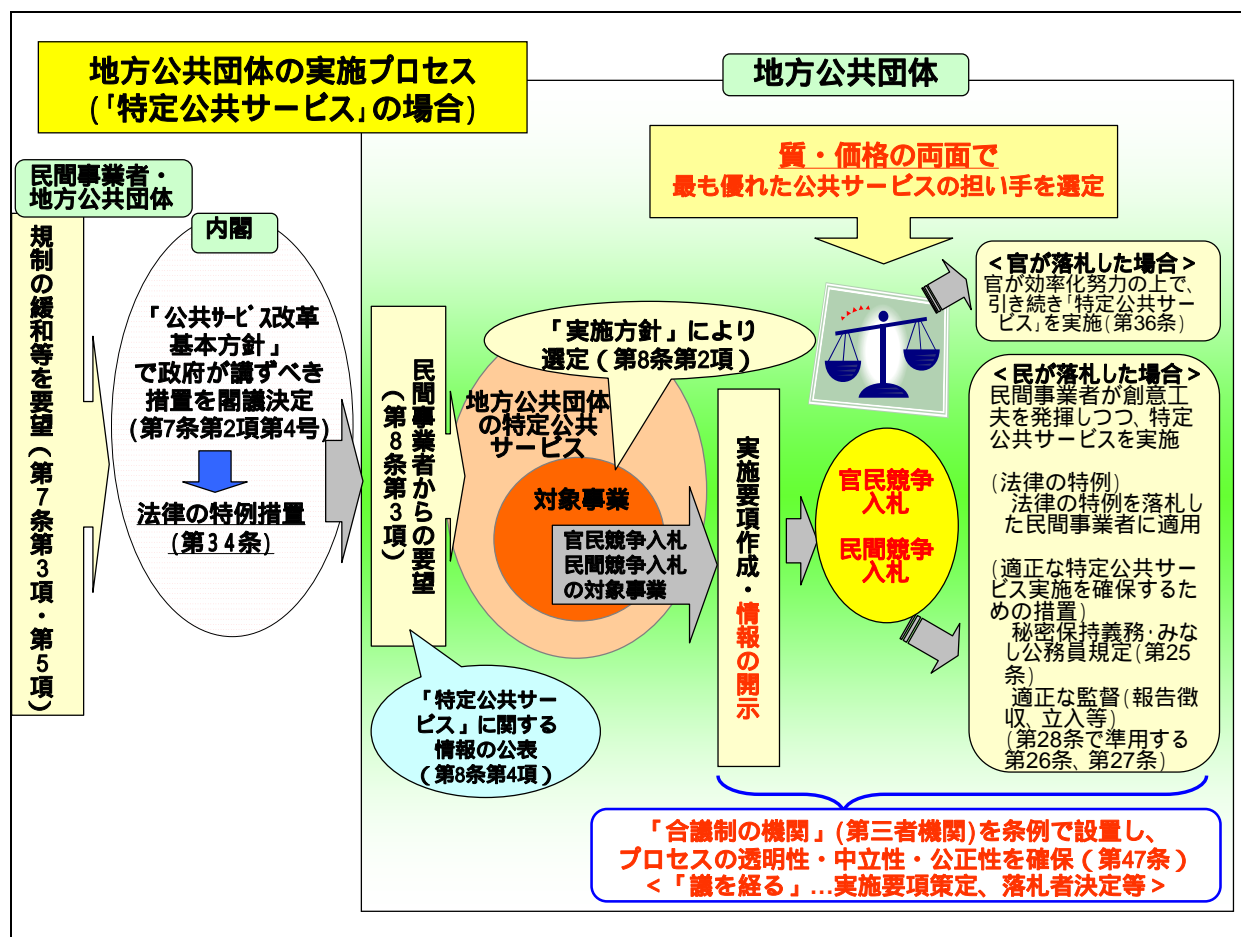 地方公共団体の実施プロセス
(「特定公共サービス」の場合)
地方公共団体
質・価格の両面で
最も優れた公共サービスの担い手を選定
民間事業者・
地方公共団体
規制の緩和等を要望(第7条第3項・第5項)
内閣
「公共サービス改革
基本方針」
で政府が講ずべき
措置を閣議決定
(第7条第2項第4号)
法律の特例措置
(第34条)
民間事業者からの要望
(第8条第3項)
「実施方針」により
選定(第8条第2項)
地方公共団体
の特定公共
サービス
対象事業
官民競争入札
民間競争入札
の対象事業
「特定公共サー
ビス」に関する
情報の公表
(第8条第4項)
実施要項作成・情報の開示
官民競争
入札
民間競争
入札
<官が落札した場合>
官が効率化努力の上で、
引き続き「特定公共サー
ビス」を実施(第36条)
<民が落札した場合>
民間事業者が創意工
夫を発揮しつつ、特定
公共サービスを実施
(法律の特例)
法律の特例を落札し
た民間事業者に適用
(適正な特定公共サー
ビス実施を確保するた
めの措置)
秘密保持義務・みな
し公務員規定(第25
条)
適正な監督(報告徴
収、立入等)
(第28条で準用する
第26条、第27条)
「合議制の機関」(第三者機関)を条例で設置し、
プロセスの透明性・中立性・公正性を確保(第47条)
<「議を経る」…実施要項策定、落札者決定等>